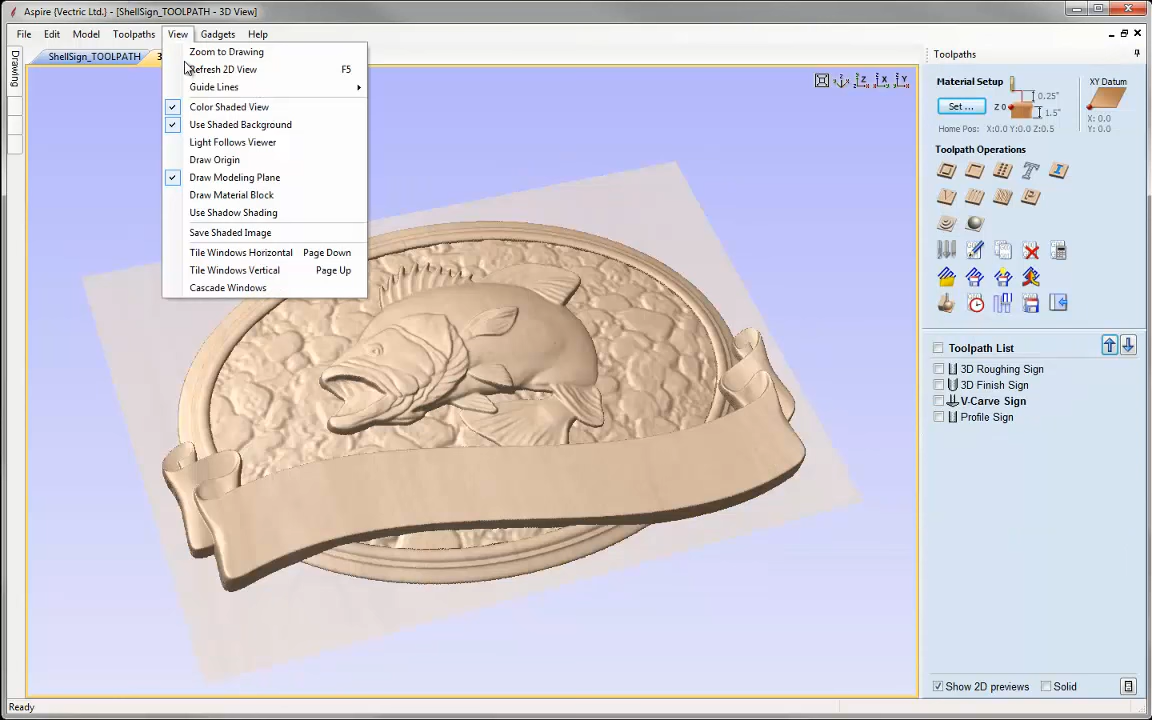 Aspire {Vectric Ltd.} - [ShellSign_TOOLPATH - 3D View]
File Edit Model Toolpaths View Gadgets Help
ShellSign_TOOLPATH 3
Drawing
Zoom to Drawing
Refresh 2D View F5
Guide Lines
Color Shaded View
Use Shaded Background
Light Follows Viewer
Draw Origin
Draw Modeling Plane
Draw Material Block
Use Shadow Shading
Save Shaded Image
Tile Windows Horizontal Page Down
Tile Windows Vertical Page Up
Cascade Windows
Z X Y
Toolpaths
Material Setup
Set ...
Z 0
0.25"
1.5"
Home Pos: X:0.0 Y:0.0 Z:0.5
XY Datum
X: 0.0
Y: 0.0
Toolpath Operations
Toolpath List
3D Roughing Sign
3D Finish Sign
V-Carve Sign
Profile Sign
Show 2D previews Solid
Ready